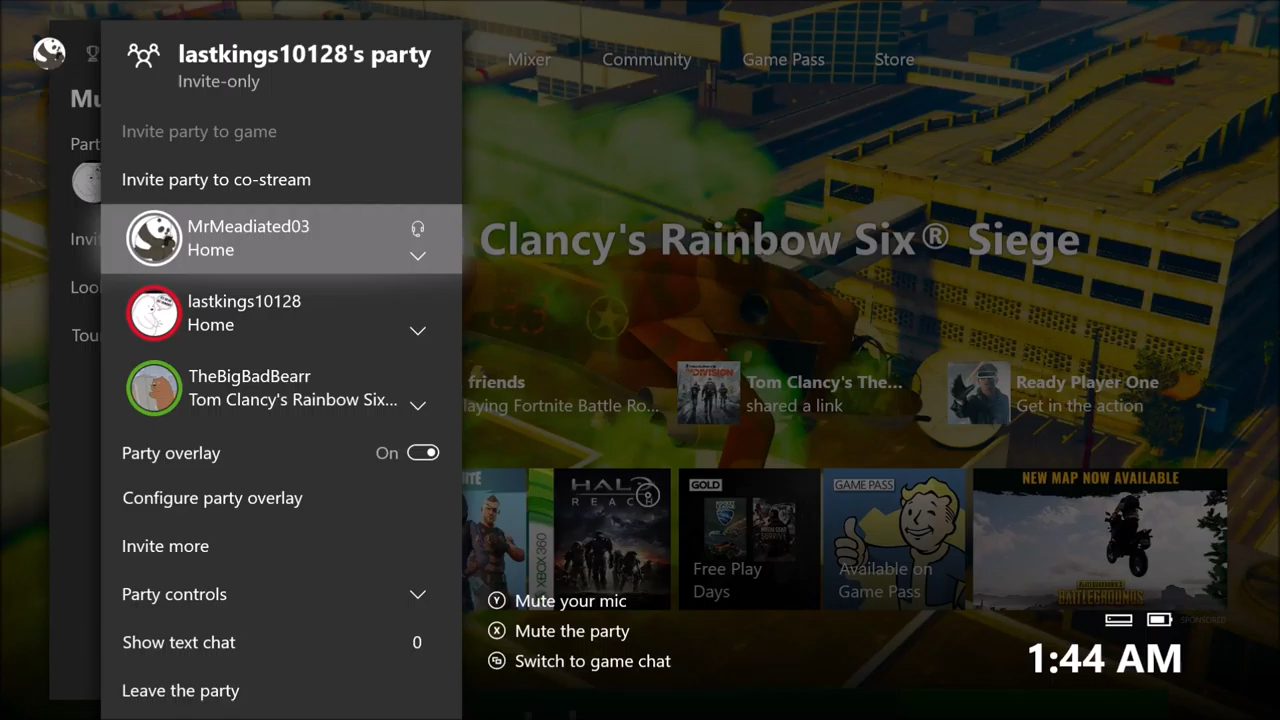 lastkings10128's party
Invite-only
Invite party to game
Invite party to co-stream
MrMeadiated03
Home
lastkings10128
Home
TheBigBadBearr
Tom Clancy's Rainbow Six...
Party overlay
On
Configure party overlay
Invite more
Party controls
Show text chat
0
Leave the party
Mu
Part
Invi
Loo
Tou
Mixer
Community
Game Pass
Store
Clancy's Rainbow Six® Siege
friends
laying Fortnite Battle Ro...
THE DIVISION
Tom Clancy's The...
shared a link
Ready Player One
Get in the action
XBOX 360
HALO
REACH
GOLD
Free Play
Days
GAME PASS
Available on
Game Pass
NEW MAP NOW AVAILABLE
BATTLEGROUNDS
SPONSORED
Y
Mute your mic
X
Mute the party
Switch to game chat
1:44 AM